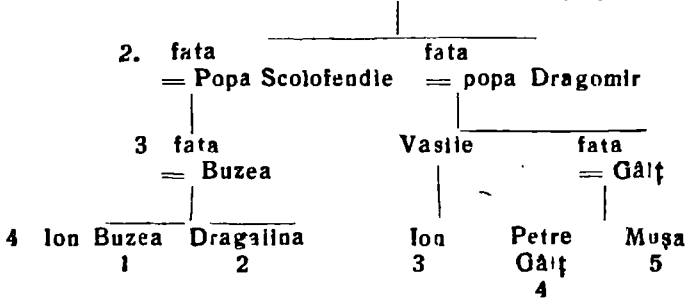 2. fata fata
= Popa Scolofendie = popa Dragomir
3 fata Vasile fata
= Buzea = Gâlț
4 Ion Buzea Dragalina Ion Petre Mușa
1 2 3 Gâlț 5
4